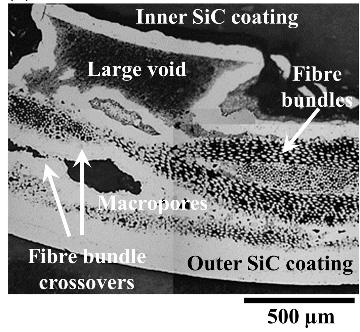 Inner SiC coating
Large void
Fibre
bundles
Macropores
Fibre bundle
crossovers
Outer SiC coating
500 µm